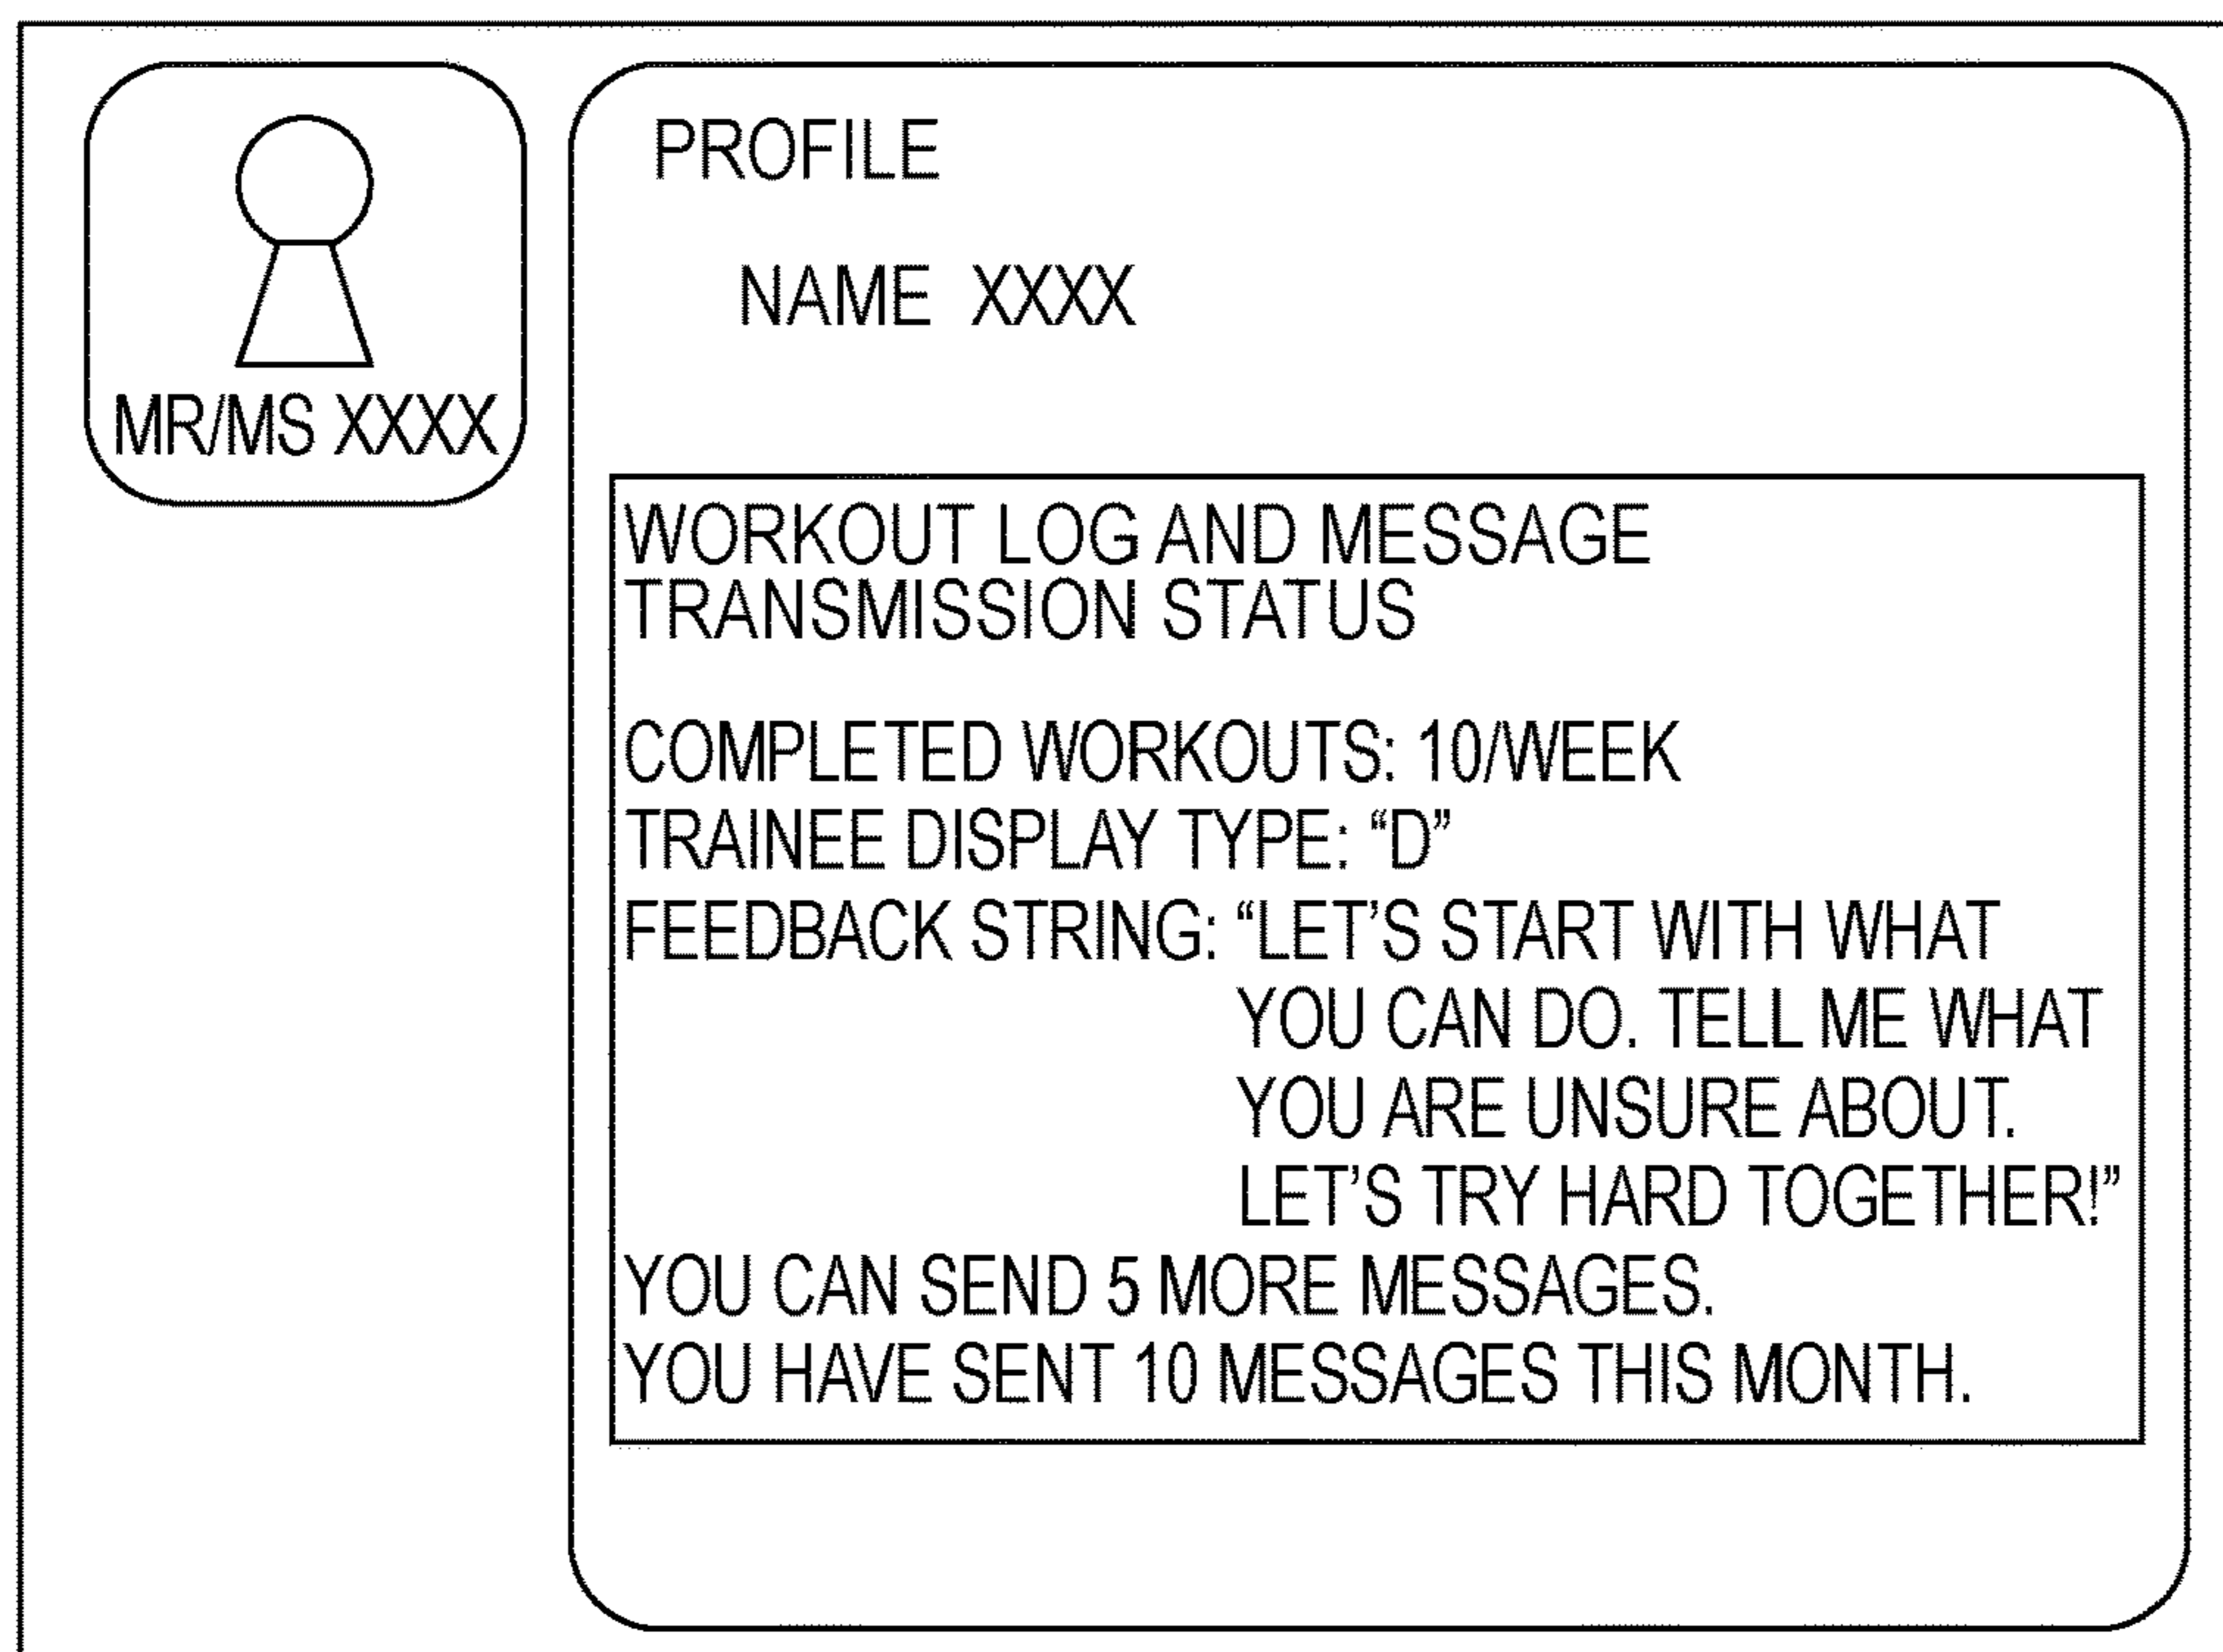 MR/MS XXXX
PROFILE
NAME XXXX
WORKOUT LOG AND MESSAGE
TRANSMISSION STATUS
COMPLETED WORKOUTS: 10/WEEK
TRAINEE DISPLAY TYPE: “D”
FEEDBACK STRING: “LET’S START WITH WHAT
YOU CAN DO. TELL ME WHAT
YOU ARE UNSURE ABOUT.
LET’S TRY HARD TOGETHER!”
YOU CAN SEND 5 MORE MESSAGES.
YOU HAVE SENT 10 MESSAGES THIS MONTH.